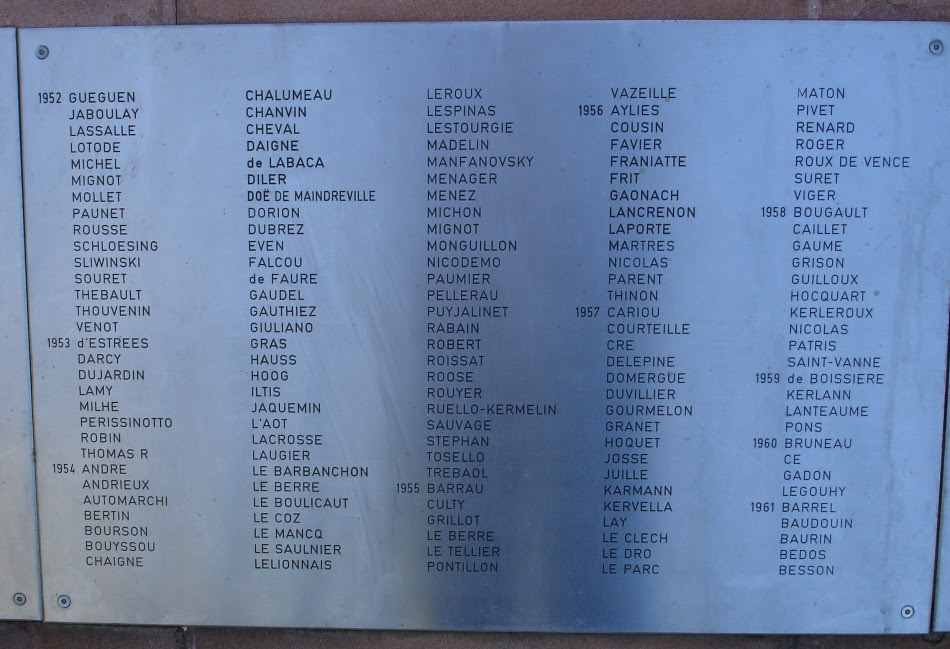 1952 GUEGUEN
JABOULAY
LASSALLE
LOTODE
MICHEL
MIGNOT
MOLLET
PAUNET
ROUSSE
SCHLOESING
SLIWINSKI
SOURET
THEBAULT
THOUVENIN
VENOT
1953 d'ESTREES
DARCY
DUJARDIN
LAMY
MILHE
PERISSINOTTO
ROBIN
THOMAS R
1954 ANDRE
ANDRIEUX
AUTOMARCHI
BERTIN
BOURSON
BOUYSSOU
CHAIGNE
CHALUMEAU
CHANVIN
CHEVAL
DAIGNE
de LABACA
DILER
DOË DE MAINDREVILLE
DORION
DUBREZ
EVEN
FALCOU
de FAURE
GAUDEL
GAUTHIEZ
GIULIANO
GRAS
HAUSS
HOOG
ILTIS
JAQUEMIN
L'AOT
LACROSSE
LAUGIER
LE BARBANCHON
LE BERRE
LE BOULICAUT
LE COZ
LE MANCQ
LE SAULNIER
LELIONNAIS
LEROUX
LESPINAS
LESTOURGIE
MADELIN
MANFANOVSKY
MENAGER
MENEZ
MICHON
MIGNOT
MONGUILLON
NICODEMO
PAUMIER
PELLERAU
PUYJALINET
RABAIN
ROBERT
ROISSAT
ROOSE
ROUYER
RUELLO-KERMELIN
SAUVAGE
STEPHAN
TOSELLO
TREBAOL
1955 BARRAU
CULTY
GRILLOT
LE BERRE
LE TELLIER
PONTILLON
VAZEILLE
1956 AYLIES
COUSIN
FAVIER
FRANIATTE
FRIT
GAONACH
LANCRENON
LAPORTE
MARTRES
NICOLAS
PARENT
THINON
1957 CARIOU
COURTEILLE
CRE
DELEPINE
DOMERGUE
DUVILLIER
GOURMELON
GRANET
HOQUET
JOSSE
JUILLE
KARMANN
KERVELLA
LAY
LE CLECH
LE DRO
LE PARC
MATON
PIVET
RENARD
ROGER
ROUX DE VENCE
SURET
VIGER
1958 BOUGAULT
CAILLET
GAUME
GRISON
GUILLOUX
HOCQUART
KERLEROUX
NICOLAS
PATRIS
SAINT-VANNE
1959 de BOISSIERE
KERLANN
LANTEAUME
PONS
1960 BRUNEAU
CE
GADON
LEGOUHY
1961 BARREL
BAUDOUIN
BAURIN
BEDOS
BESSON